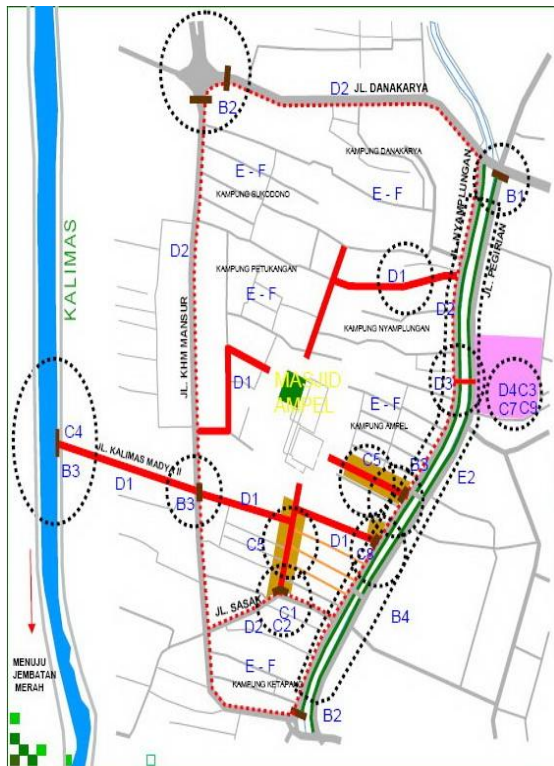 D2
JL. DANAKARYA
B2
KAMPUNG DANAKARYA
E - F
KAMPUNG SUKODONO
E - F
JL. NYAMPLUNGAN
B1
JL. PEGIRIAN
KALIMAS
D2
JL. KHM MANSUR
KAMPUNG PETUKANGAN
E - F
D1
D2
KAMPUNG NYAMPLUNGAN
D1
MASJID
AMPEL
D3
D4C3
C7 C9
E - F
KAMPUNG AMPEL
C4
JL. KALIMAS MADYA II
B3
D1
B3
D1
C5
B3
E2
C5
D1
C8
B4
JL. SASAK
C1
C2
D2
E - F
KAMPUNG KETAPANG
B2
MENUJU
JEMBATAN
MERAH